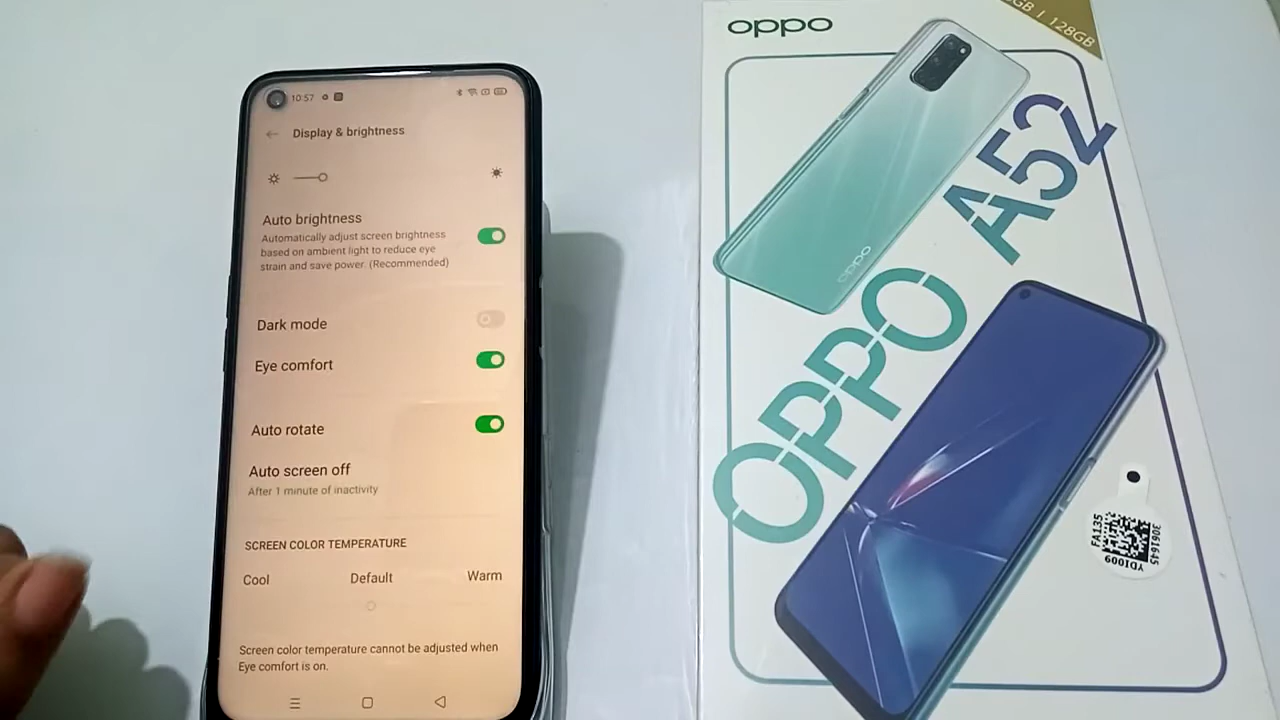 10:57
Display & brightness
Auto brightness
Automatically adjust screen brightness
based on ambient light to reduce eye
strain and save power. (Recommended)
Dark mode
Eye comfort
Auto rotate
Auto screen off
After 1 minute of inactivity
SCREEN COLOR TEMPERATURE
Cool Default Warm
Screen color temperature cannot be adjusted when
Eye comfort is on.
oppo
GB | 128GB
oppo
OPPO A52
FA135
3061645
YD1009